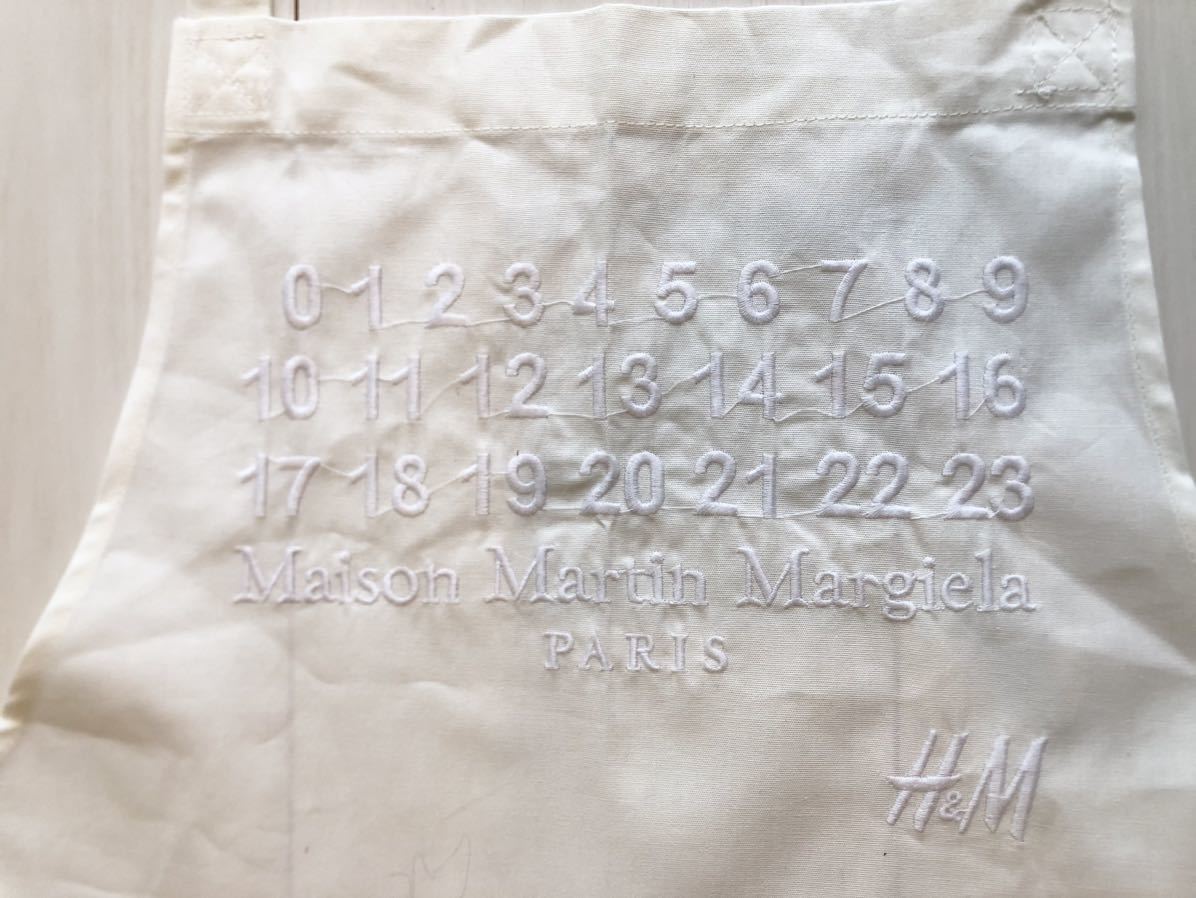 0 1 2 3 4 5 6 7 8 9
10 11 12 13 14 15 16
17 18 19 20 21 22 23
Maison Martin Margiela
PARIS
H&M